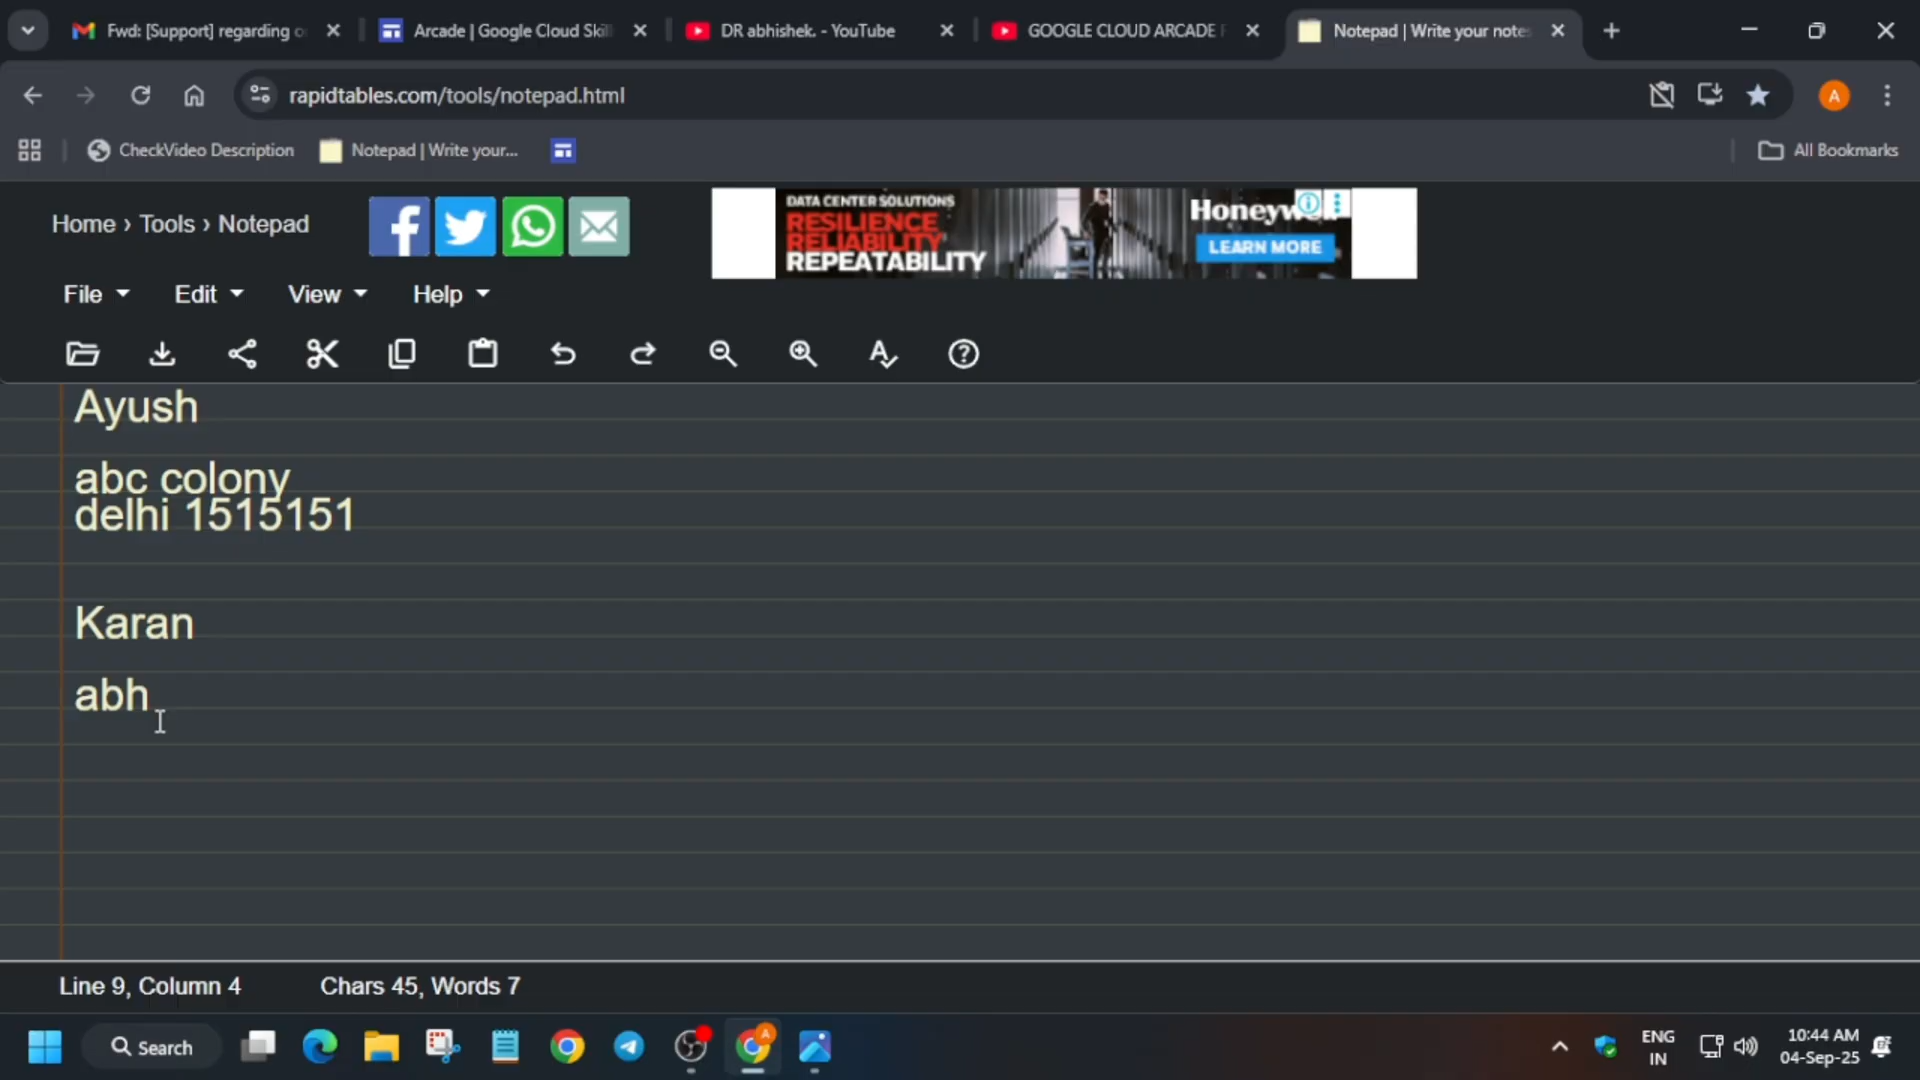 Fwd: [Support] regarding o
Arcade | Google Cloud Skil
DR abhishek. - YouTube
GOOGLE CLOUD ARCADE F
Notepad | Write your notes
rapidtables.com/tools/notepad.html
A
CheckVideo Description
Notepad | Write your...
All Bookmarks
Home › Tools › Notepad
DATA CENTER SOLUTIONS
RESILIENCE
RELIABILITY
REPEATABILITY
LEARN MORE
File
Edit
View
Help
Ayush
abc colony
delhi 1515151
Karan
abh
Line 9, Column 4
Chars 45, Words 7
Search
ENG
IN
10:44 AM
04-Sep-25